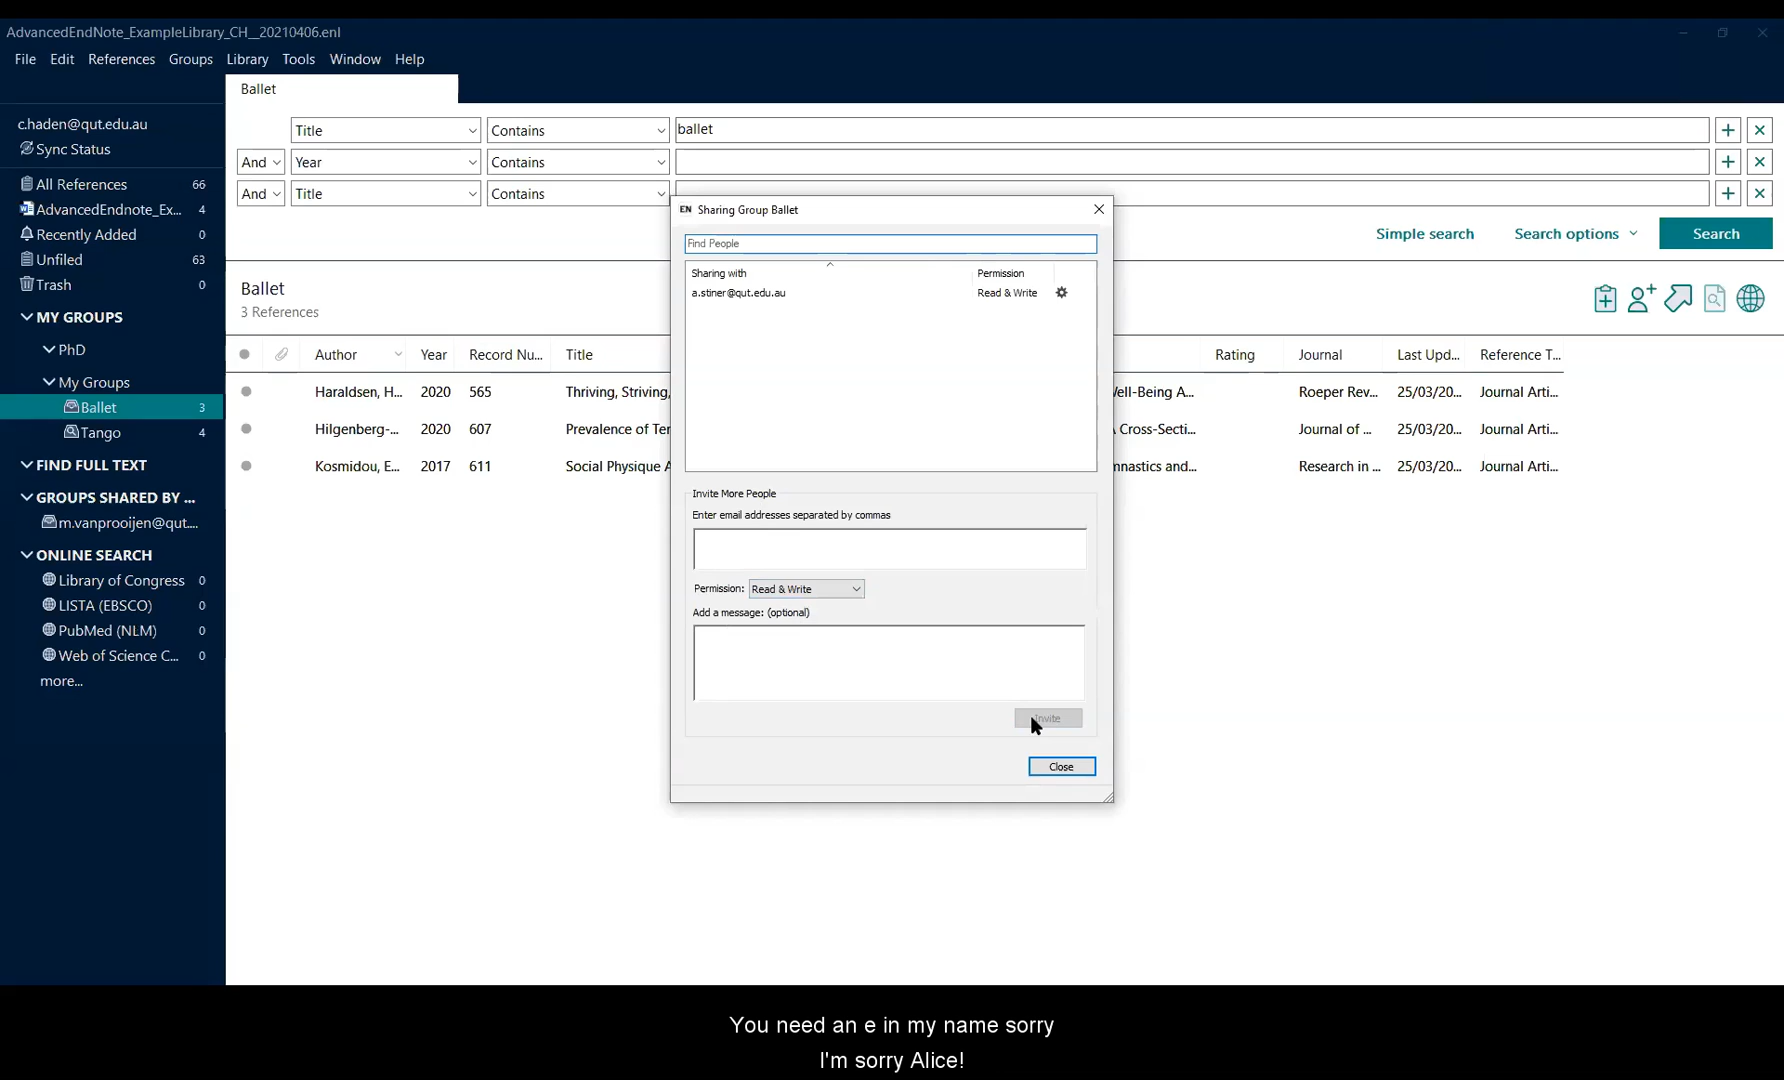 AdvancedEndNote_ExampleLibrary_CH__20210406.enl
File Edit References Groups Library Tools Window Help
Ballet
c.haden@qut.edu.au
Sync Status
All References 66
AdvancedEndnote_Ex... 4
Recently Added 0
Unfiled 63
Trash 0
MY GROUPS
PhD
My Groups
Ballet 3
Tango 4
FIND FULL TEXT
GROUPS SHARED BY ...
m.vanprooijen@qut....
ONLINE SEARCH
Library of Congress 0
LISTA (EBSCO) 0
PubMed (NLM) 0
Web of Science C... 0
more...
Title Contains ballet
And Year Contains
And Title Contains
Simple search Search options Search
Ballet
3 References
Author Year Record Nu... Title Rating Journal Last Upd... Reference T...
Haraldsen, H... 2020 565 Thriving, Striving, Well-Being A... Roeper Rev... 25/03/20... Journal Arti...
Hilgenberg-... 2020 607 Prevalence of Ter A Cross-Secti... Journal of ... 25/03/20... Journal Arti...
Kosmidou, E... 2017 611 Social Physique A mnastics and... Research in ... 25/03/20... Journal Arti...
EN Sharing Group Ballet
Find People
Sharing with Permission
a.stiner@qut.edu.au Read & Write
Invite More People
Enter email addresses separated by commas
Permission: Read & Write
Add a message: (optional)
Invite
Close
You need an e in my name sorry
I'm sorry Alice!